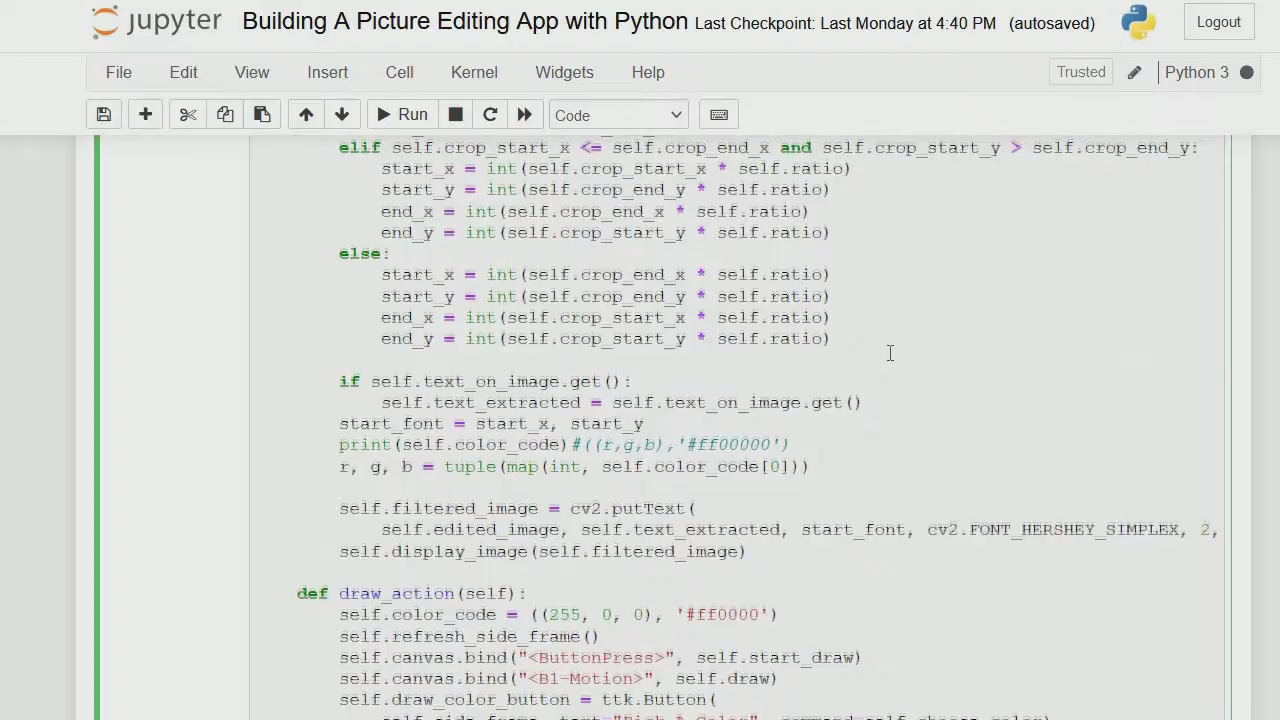 jupyter Building A Picture Editing App with Python Last Checkpoint: Last Monday at 4:40 PM (autosaved) Logout
File Edit View Insert Cell Kernel Widgets Help Trusted Python 3
Run Code
elif self.crop_start_x <= self.crop_end_x and self.crop_start_y > self.crop_end_y:
start_x = int(self.crop_start_x * self.ratio)
start_y = int(self.crop_end_y * self.ratio)
end_x = int(self.crop_end_x * self.ratio)
end_y = int(self.crop_start_y * self.ratio)
else:
start_x = int(self.crop_end_x * self.ratio)
start_y = int(self.crop_end_y * self.ratio)
end_x = int(self.crop_start_x * self.ratio)
end_y = int(self.crop_start_y * self.ratio)
if self.text_on_image.get():
self.text_extracted = self.text_on_image.get()
start_font = start_x, start_y
print(self.color_code)#((r,g,b),'#ff00000')
r, g, b = tuple(map(int, self.color_code[0]))
self.filtered_image = cv2.putText(
self.edited_image, self.text_extracted, start_font, cv2.FONT_HERSHEY_SIMPLEX, 2,
self.display_image(self.filtered_image)
def draw_action(self):
self.color_code = ((255, 0, 0), '#ff0000')
self.refresh_side_frame()
self.canvas.bind("<ButtonPress>", self.start_draw)
self.canvas.bind("<B1-Motion>", self.draw)
self.draw_color_button = ttk.Button(